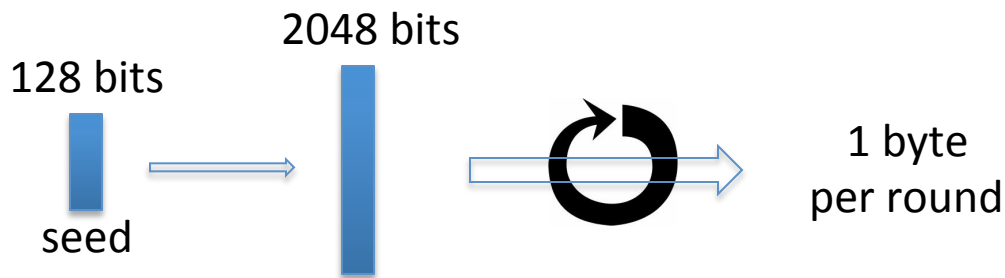 128 bits
seed
2048 bits
1 byte
per round